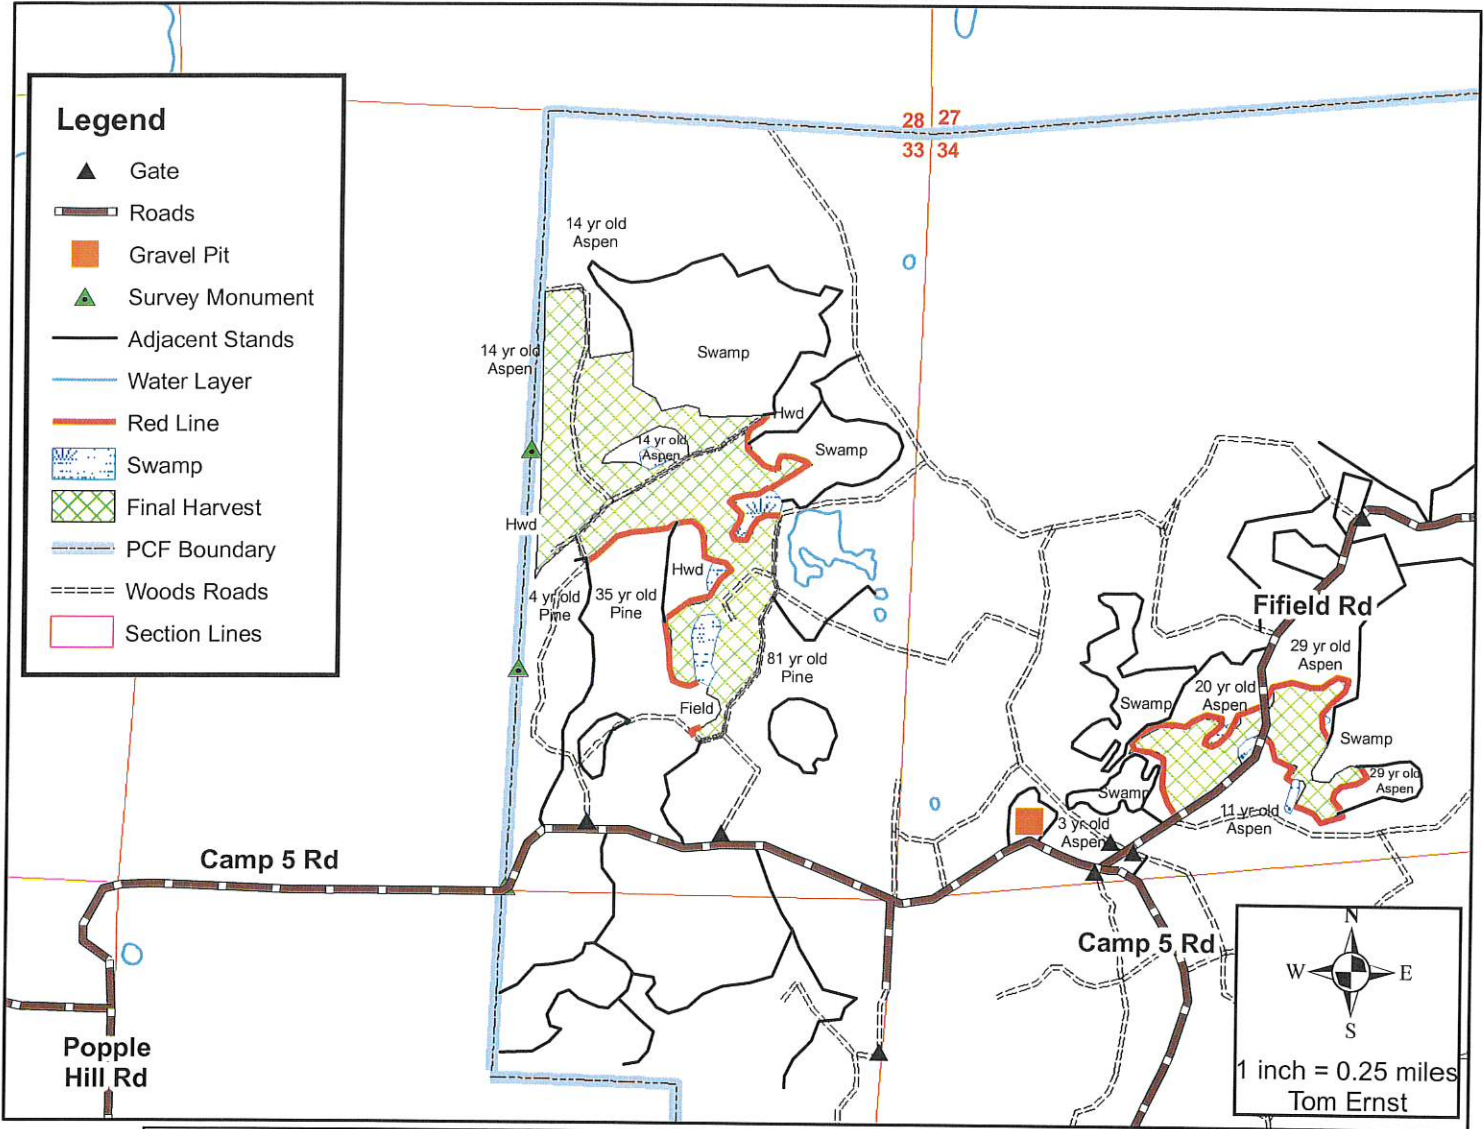 Legend
Gate
Roads
Gravel Pit
Survey Monument
Adjacent Stands
Water Layer
Red Line
Swamp
Final Harvest
PCF Boundary
Woods Roads
Section Lines
28 27
33 34
14 yr old
Aspen
Swamp
14 yr old
Aspen
Hwd
14 yr old
Aspen
Swamp
Hwd
Hwd
4 yr old
Pine
35 yr old
Pine
81 yr old
Pine
Field
Fifield Rd
29 yr old
Aspen
20 yr old
Aspen
Swamp
Swamp
29 yr old
Aspen
Swamp
11 yr old
Aspen
3 yr old
Aspen
Camp 5 Rd
Camp 5 Rd
Popple
Hill Rd
N
W E
S
1 inch = 0.25 miles
Tom Ernst